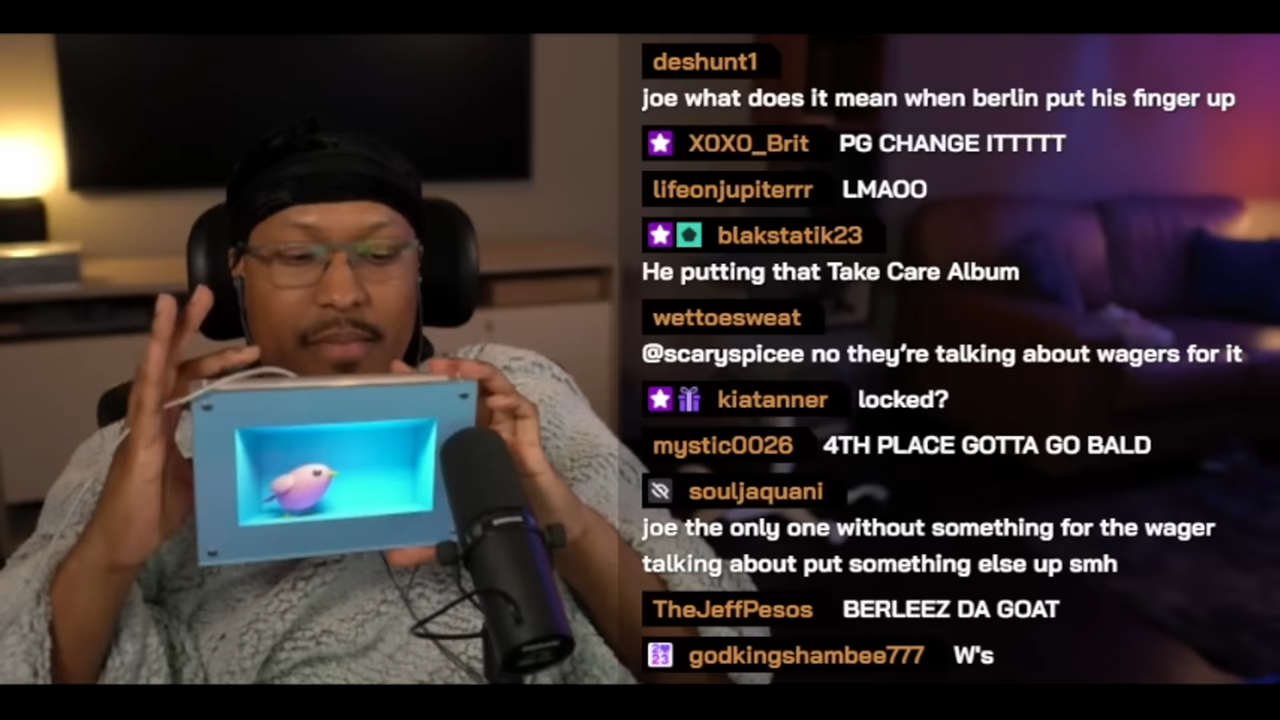 deshunt1
joe what does it mean when berlin put his finger up
XOXO_Brit PG CHANGE ITTTTT
lifeonjupiterrr LMAOO
blakstatik23
He putting that Take Care Album
wettoesweat
@scaryspicee no they're talking about wagers for it
kiatanner locked?
mystic0026 4TH PLACE GOTTA GO BALD
souljaquani
joe the only one without something for the wager
talking about put something else up smh
TheJeffPesos BERLEEZ DA GOAT
godkingshambee777 W's